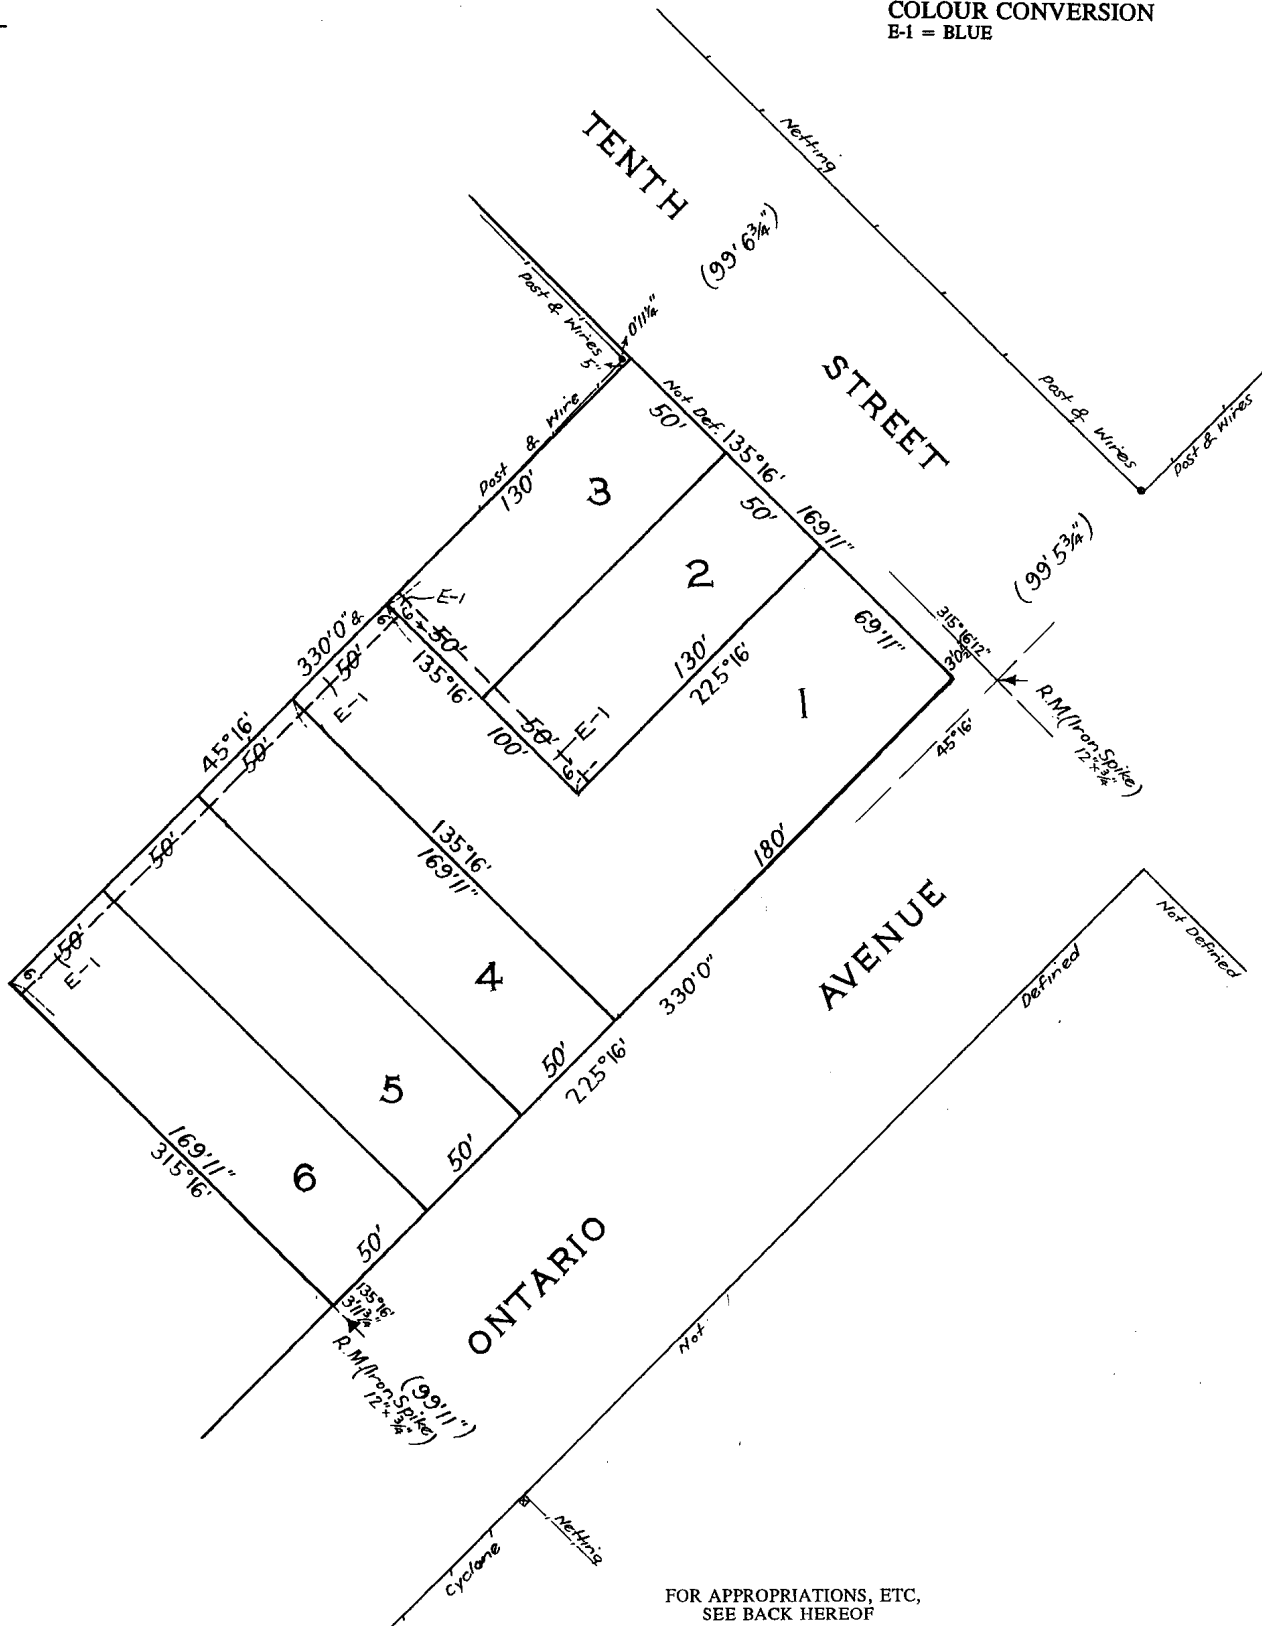 COLOUR CONVERSION
E-1 = BLUE
TENTH
Netting
(99' 6¾")
Post & Wires
5"
0'11¼"
STREET
Post & Wires
Post & Wires
Not Def.
50'
135°16'
Post & Wire
130'
3
50'
169'11"
2
(99' 5¾")
E-1
6
330'0" &
50'
135°16'
69'11"
315°16'12"
3'0½"
130'
225°16'
1
R.M.(Iron Spike)
12"x¾"
45°16'
50'
E-1
45°16'
50'
100'
50'
E-1
6
135°16'
169'11"
180'
50'
AVENUE
Not Defined
(50')
E-1
6
4
330'0"
Defined
50'
225°16'
5
50'
169'11"
315°16'
6
50'
ONTARIO
135°16'
3'11¾"
R.M.(Iron Spike)
12"x¾"
(99'11")
Not
Netting
Cyclone
FOR APPROPRIATIONS, ETC,
SEE BACK HEREOF